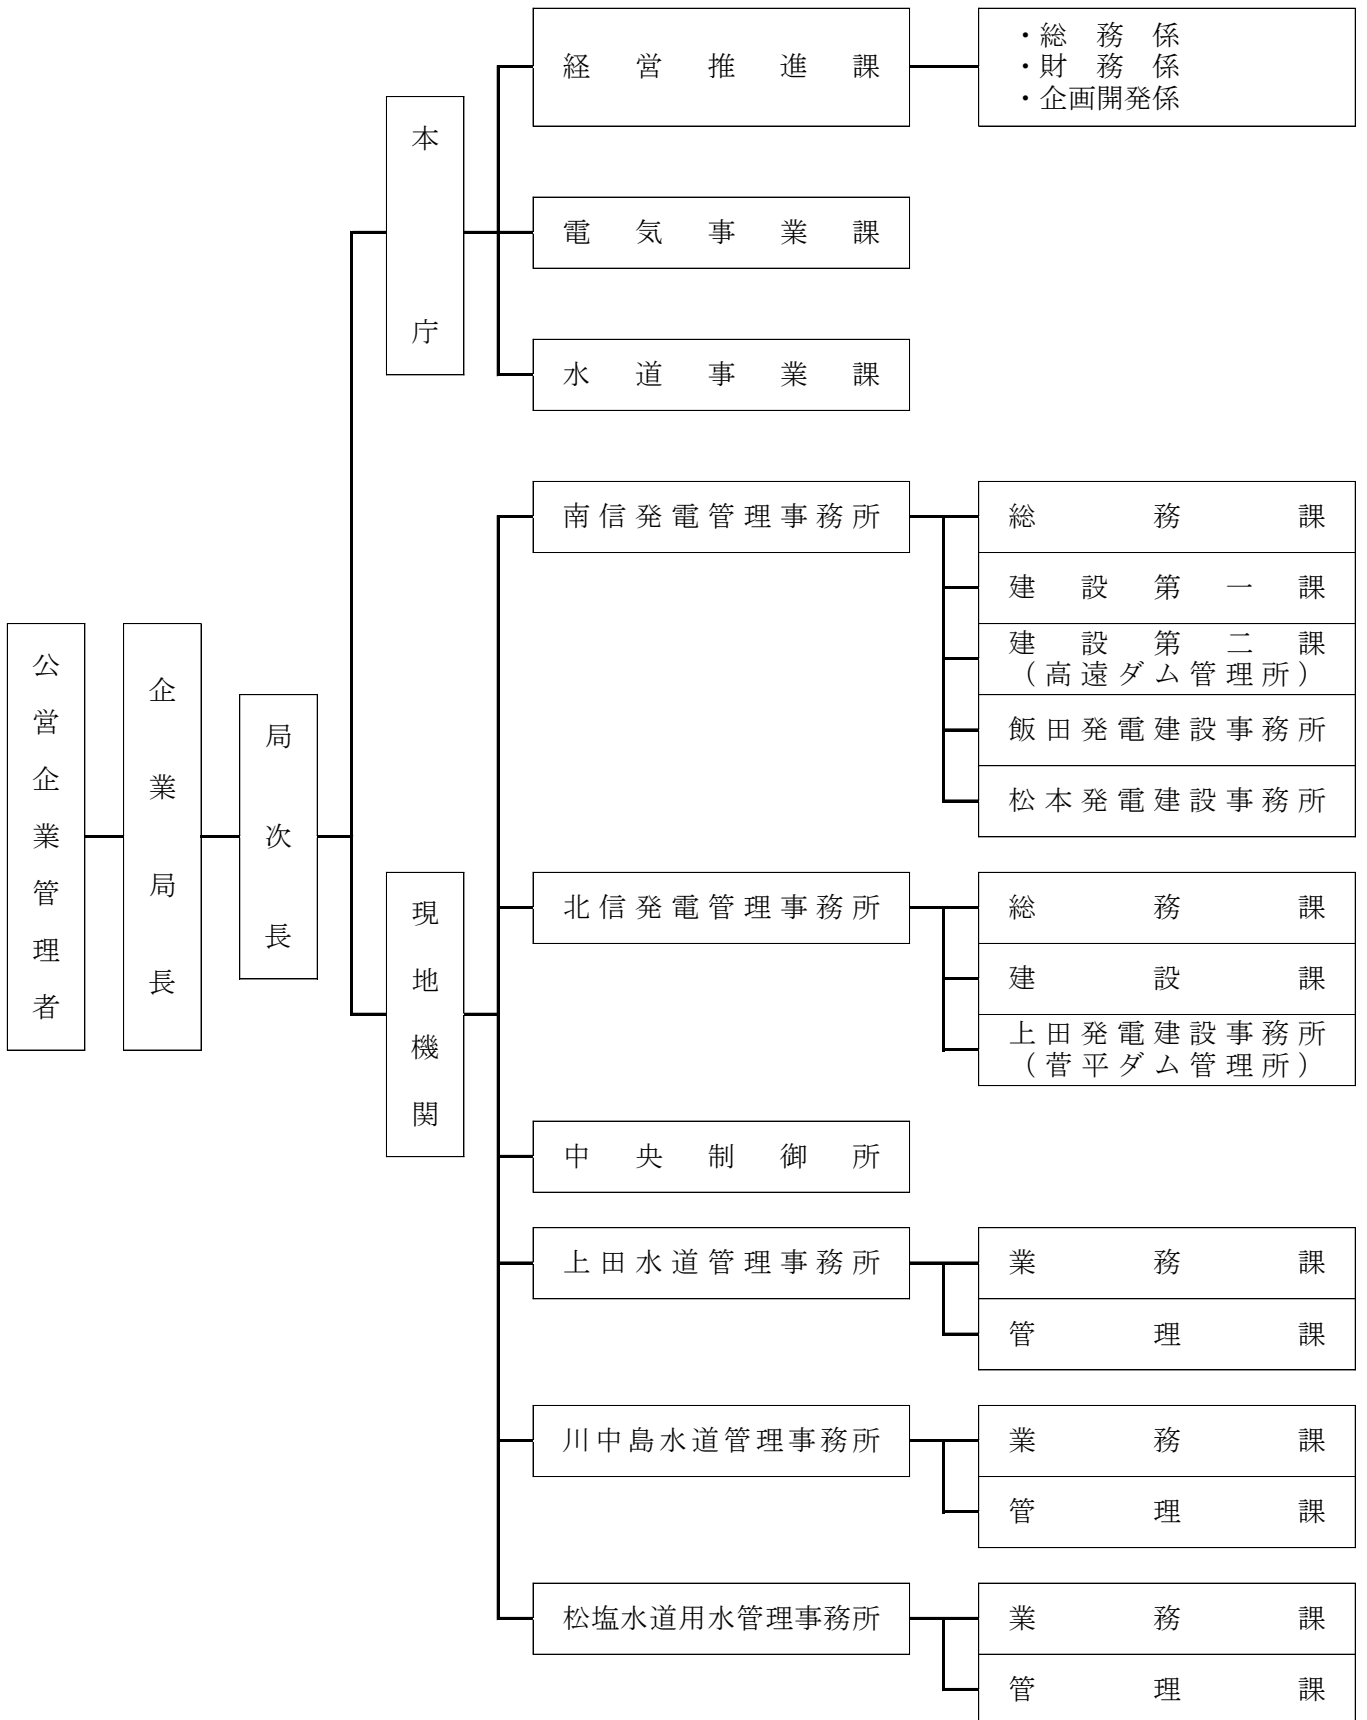 公営企業管理者
企業局長
局次長
本庁
経営推進課
・総務係
・財務係
・企画開発係
電気事業課
水道事業課
現地機関
南信発電管理事務所
総務課
建設第一課
建設第二課
（高遠ダム管理所）
飯田発電建設事務所
松本発電建設事務所
北信発電管理事務所
総務課
建設課
上田発電建設事務所
（菅平ダム管理所）
中央制御所
上田水道管理事務所
業務課
管理課
川中島水道管理事務所
業務課
管理課
松塩水道用水管理事務所
業務課
管理課